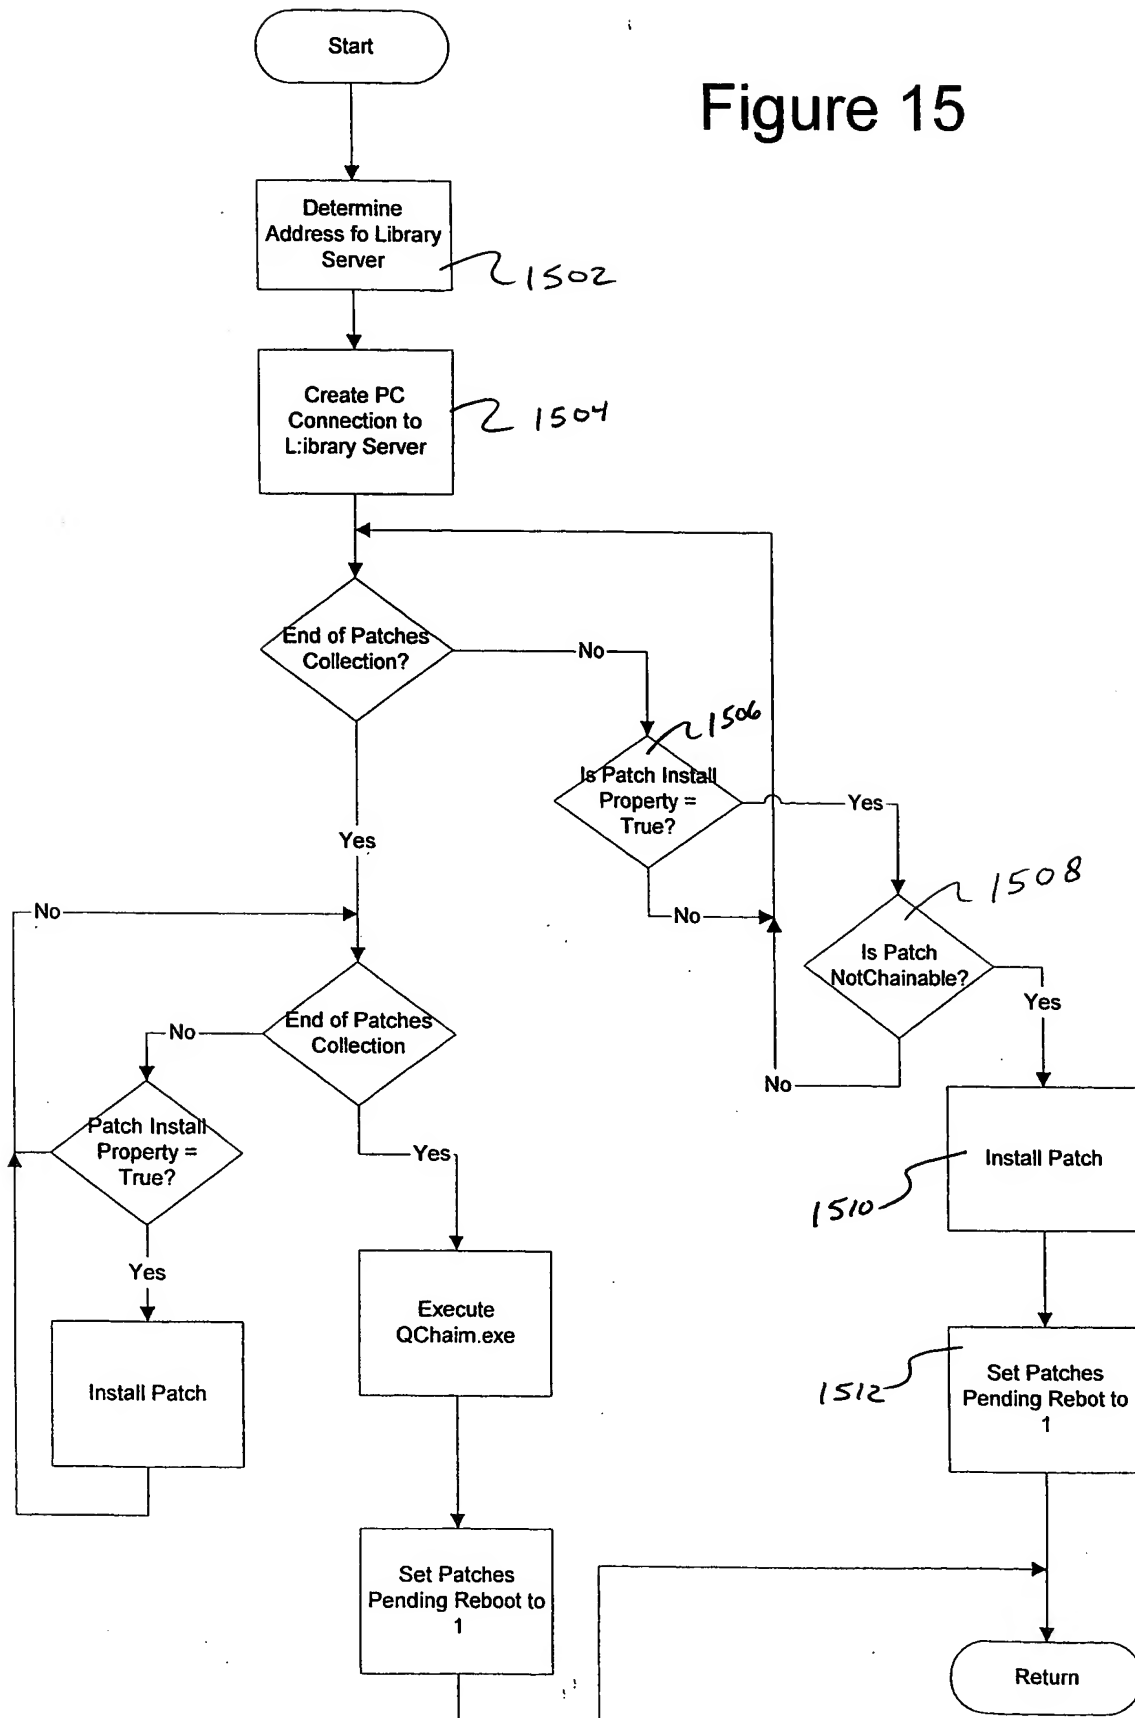 Start
Figure 15
Determine
Address fo Library
Server
1502
Create PC
Connection to
L:ibrary Server
1504
End of Patches
Collection?
No
1506
Is Patch Install
Property =
True?
Yes
Yes
1508
No
No
Is Patch
NotChainable?
Yes
End of Patches
Collection
No
No
Patch Install
Property =
True?
Yes
Install Patch
1510
Yes
Execute
QChaim.exe
Install Patch
Set Patches
Pending Rebot to
1
1512
Set Patches
Pending Reboot to
1
Return